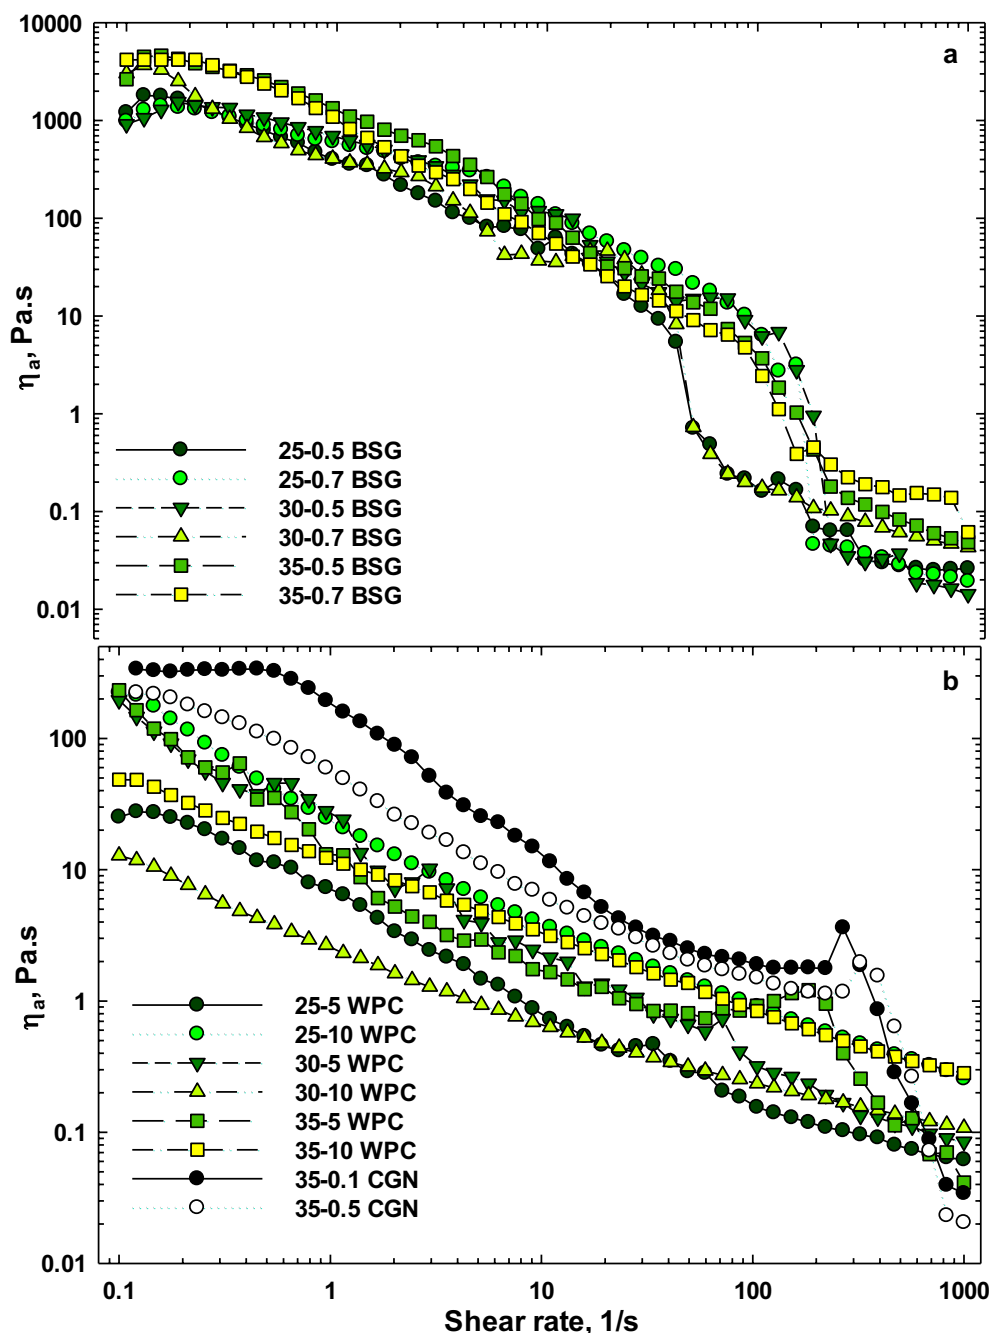 10000
1000
100
10
1
0.1
0.01
ηa, Pa.s
a
25-0.5 BSG
25-0.7 BSG
30-0.5 BSG
30-0.7 BSG
35-0.5 BSG
35-0.7 BSG
100
10
1
0.1
0.01
ηa, Pa.s
b
25-5 WPC
25-10 WPC
30-5 WPC
30-10 WPC
35-5 WPC
35-10 WPC
35-0.1 CGN
35-0.5 CGN
0.1 1 10 100 1000
Shear rate, 1/s